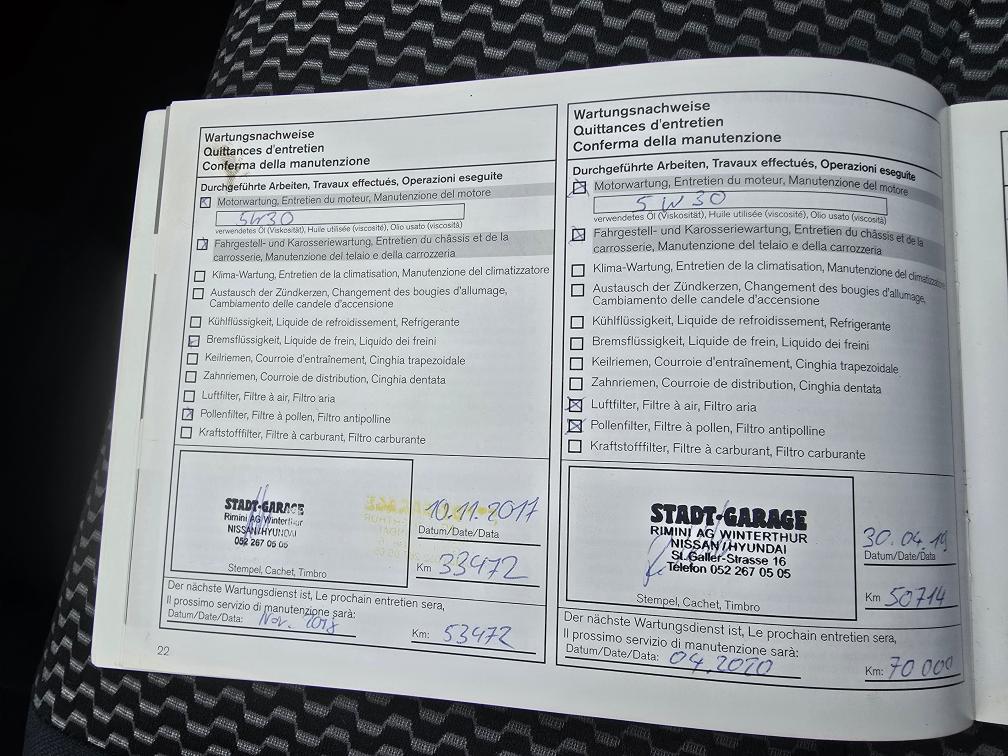 Wartungsnachweise
Quittances d'entretien
Conferma della manutenzione
Durchgeführte Arbeiten, Travaux effectués, Operazioni eseguite
Motorwartung, Entretien du moteur, Manutenzione del motore
5W30
verwendetes Öl (Viskosität), Huile utilisée (viscosité), Olio usato (viscosità)
Fahrgestell- und Karosseriewartung, Entretien du châssis et de la
carrosserie, Manutenzione del telaio e della carrozzeria
Klima-Wartung, Entretien de la climatisation, Manutenzione del climatizzatore
Austausch der Zündkerzen, Changement des bougies d'allumage,
Cambiamento delle candele d'accensione
Kühlflüssigkeit, Liquide de refroidissement, Refrigerante
Bremsflüssigkeit, Liquide de frein, Liquido dei freini
Keilriemen, Courroie d'entraînement, Cinghia trapezoidale
Zahnriemen, Courroie de distribution, Cinghia dentata
Luftfilter, Filtre à air, Filtro aria
Pollenfilter, Filtre à pollen, Filtro antipolline
Kraftstofffilter, Filtre à carburant, Filtro carburante
STADT-GARAGE
Rimini AG Winterthur
NISSAN/HYUNDAI
052 267 05 05
Stempel, Cachet, Timbro
10.11.2017
Datum/Date/Data
Km 33472
Der nächste Wartungsdienst ist, Le prochain entretien sera,
Il prossimo servizio di manutenzione sarà:
Datum/Date/Data: Nov. 2018 Km: 53472
22
Wartungsnachweise
Quittances d'entretien
Conferma della manutenzione
Durchgeführte Arbeiten, Travaux effectués, Operazioni eseguite
Motorwartung, Entretien du moteur, Manutenzione del motore
5W30
verwendetes Öl (Viskosität), Huile utilisée (viscosité), Olio usato (viscosità)
Fahrgestell- und Karosseriewartung, Entretien du châssis et de la
carrosserie, Manutenzione del telaio e della carrozzeria
Klima-Wartung, Entretien de la climatisation, Manutenzione del climatizzatore
Austausch der Zündkerzen, Changement des bougies d'allumage,
Cambiamento delle candele d'accensione
Kühlflüssigkeit, Liquide de refroidissement, Refrigerante
Bremsflüssigkeit, Liquide de frein, Liquido dei freini
Keilriemen, Courroie d'entraînement, Cinghia trapezoidale
Zahnriemen, Courroie de distribution, Cinghia dentata
Luftfilter, Filtre à air, Filtro aria
Pollenfilter, Filtre à pollen, Filtro antipolline
Kraftstofffilter, Filtre à carburant, Filtro carburante
STADT-GARAGE
RIMINI AG WINTERTHUR
NISSAN/HYUNDAI
St.Galler-Strasse 16
Telefon 052 267 05 05
Stempel, Cachet, Timbro
30.04.19
Datum/Date/Data
Km 50714
Der nächste Wartungsdienst ist, Le prochain entretien sera,
Il prossimo servizio di manutenzione sarà:
Datum/Date/Data: 04.2020 Km: 70000